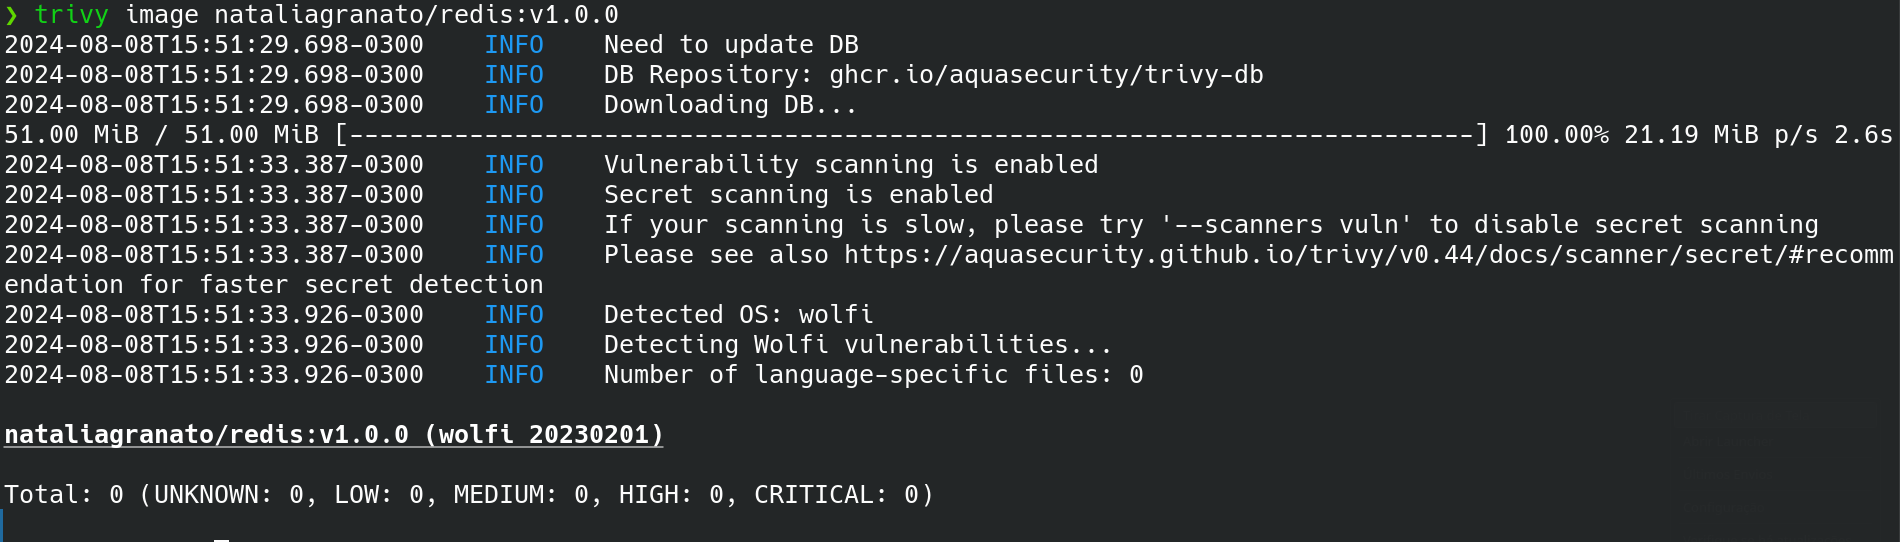 ❯ trivy image nataliagranato/redis:v1.0.0
2024-08-08T15:51:29.698-0300    INFO    Need to update DB
2024-08-08T15:51:29.698-0300    INFO    DB Repository: ghcr.io/aquasecurity/trivy-db
2024-08-08T15:51:29.698-0300    INFO    Downloading DB...
51.00 MiB / 51.00 MiB [---------------------------------------------------------------------------] 100.00% 21.19 MiB p/s 2.6s
2024-08-08T15:51:33.387-0300    INFO    Vulnerability scanning is enabled
2024-08-08T15:51:33.387-0300    INFO    Secret scanning is enabled
2024-08-08T15:51:33.387-0300    INFO    If your scanning is slow, please try '--scanners vuln' to disable secret scanning
2024-08-08T15:51:33.387-0300    INFO    Please see also https://aquasecurity.github.io/trivy/v0.44/docs/scanner/secret/#recomm
endation for faster secret detection
2024-08-08T15:51:33.926-0300    INFO    Detected OS: wolfi
2024-08-08T15:51:33.926-0300    INFO    Detecting Wolfi vulnerabilities...
2024-08-08T15:51:33.926-0300    INFO    Number of language-specific files: 0
nataliagranato/redis:v1.0.0 (wolfi 20230201)
Total: 0 (UNKNOWN: 0, LOW: 0, MEDIUM: 0, HIGH: 0, CRITICAL: 0)